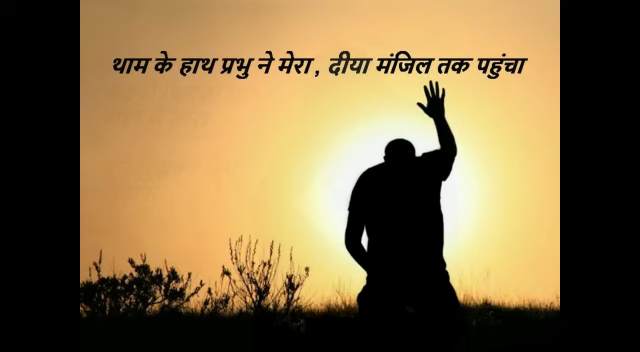 थाम के हाथ प्रभु ने मेरा, दीया मंजिल तक पहुंचा